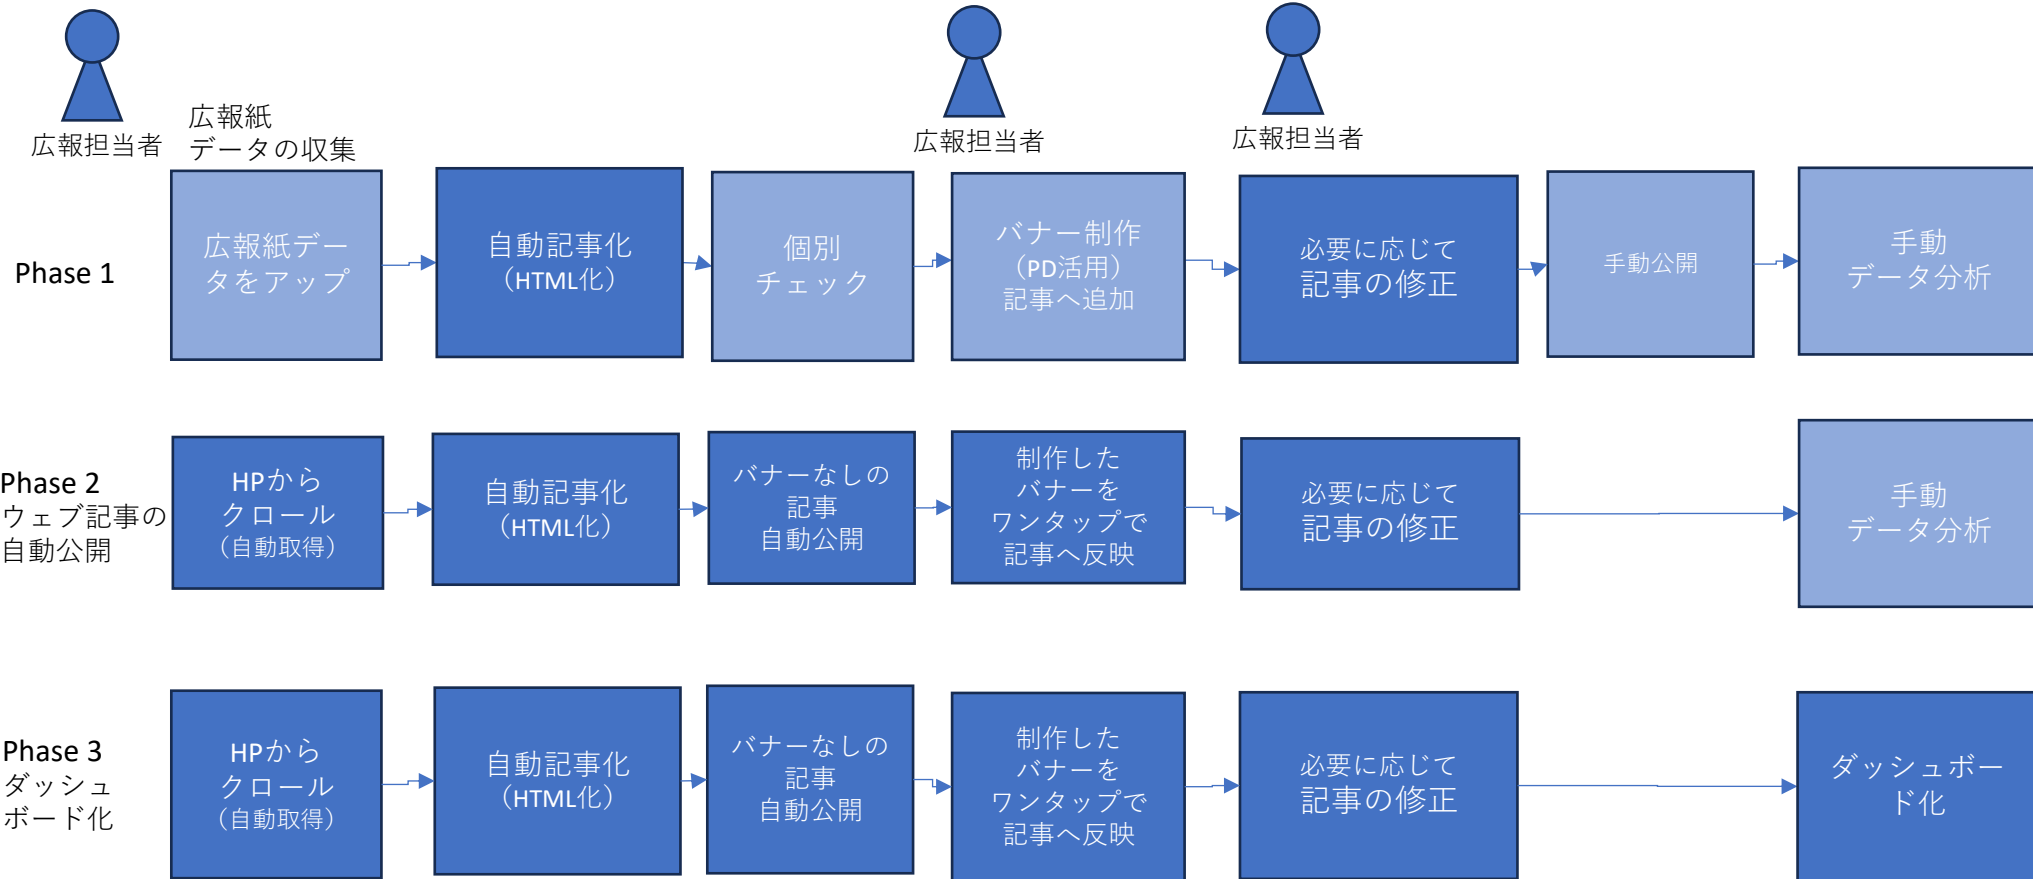 広報担当者
広報紙
データの収集
広報担当者
広報担当者
Phase 1
広報紙デー
タをアップ
自動記事化
（HTML化）
個別
チェック
バナー制作
（PD活用）
記事へ追加
必要に応じて
記事の修正
手動公開
手動
データ分析
Phase 2
ウェブ記事の
自動公開
HPから
クロール
（自動取得）
自動記事化
（HTML化）
バナーなしの
記事
自動公開
制作した
バナーを
ワンタップで
記事へ反映
必要に応じて
記事の修正
手動
データ分析
Phase 3
ダッシュ
ボード化
HPから
クロール
（自動取得）
自動記事化
（HTML化）
バナーなしの
記事
自動公開
制作した
バナーを
ワンタップで
記事へ反映
必要に応じて
記事の修正
ダッシュボー
ド化